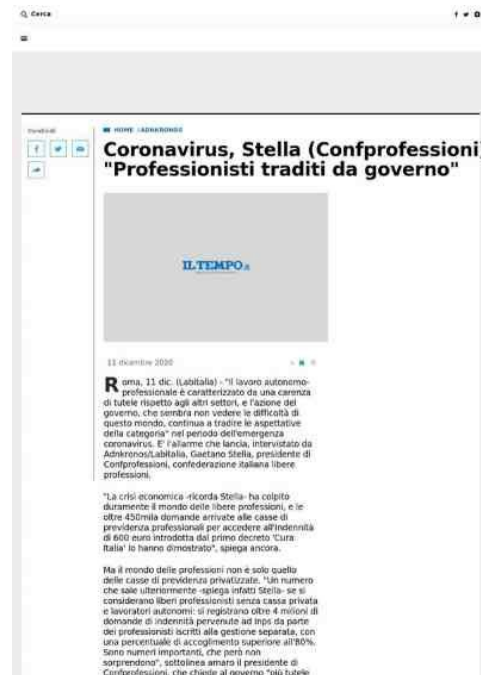 Cerca
Condividi
HOME /ADNKRONOS
Coronavirus, Stella (Confprofessioni)
"Professionisti traditi da governo"
IL TEMPO.it
11 dicembre 2020
Roma, 11 dic. (Labitalia) - "Il lavoro autonomo-
professionale è caratterizzato da una carenza
di tutele rispetto agli altri settori, e l'azione del
governo, che sembra non vedere le difficoltà di
questo mondo, continua a tradire le aspettative
della categoria" nel periodo dell'emergenza
coronavirus. E' l'allarme che lancia, intervistato da
Adnkronos/Labitalia, Gaetano Stella, presidente di
Confprofessioni, confederazione italiana libere
professioni.
"La crisi economica -ricorda Stella- ha colpito
duramente il mondo delle libere professioni, e le
oltre 450mila domande arrivate alle casse di
previdenza professionali per accedere all'indennità
di 600 euro introdotta dal primo decreto 'Cura
Italia' lo hanno dimostrato", spiega ancora.
Ma il mondo delle professioni non è solo quello
delle casse di previdenza privatizzate. "Un numero
che sale ulteriormente -spiega infatti Stella- se si
considerano liberi professionisti senza cassa privata
e lavoratori autonomi: si registrano oltre 4 milioni di
domande di indennità pervenute ad Inps da parte
dei professionisti iscritti alla gestione separata, con
una percentuale di accoglimento superiore all'80%.
Sono numeri importanti, che però non
sorprendono", sottolinea amaro il presidente di
Confprofessioni, che chiede al governo "più tutele